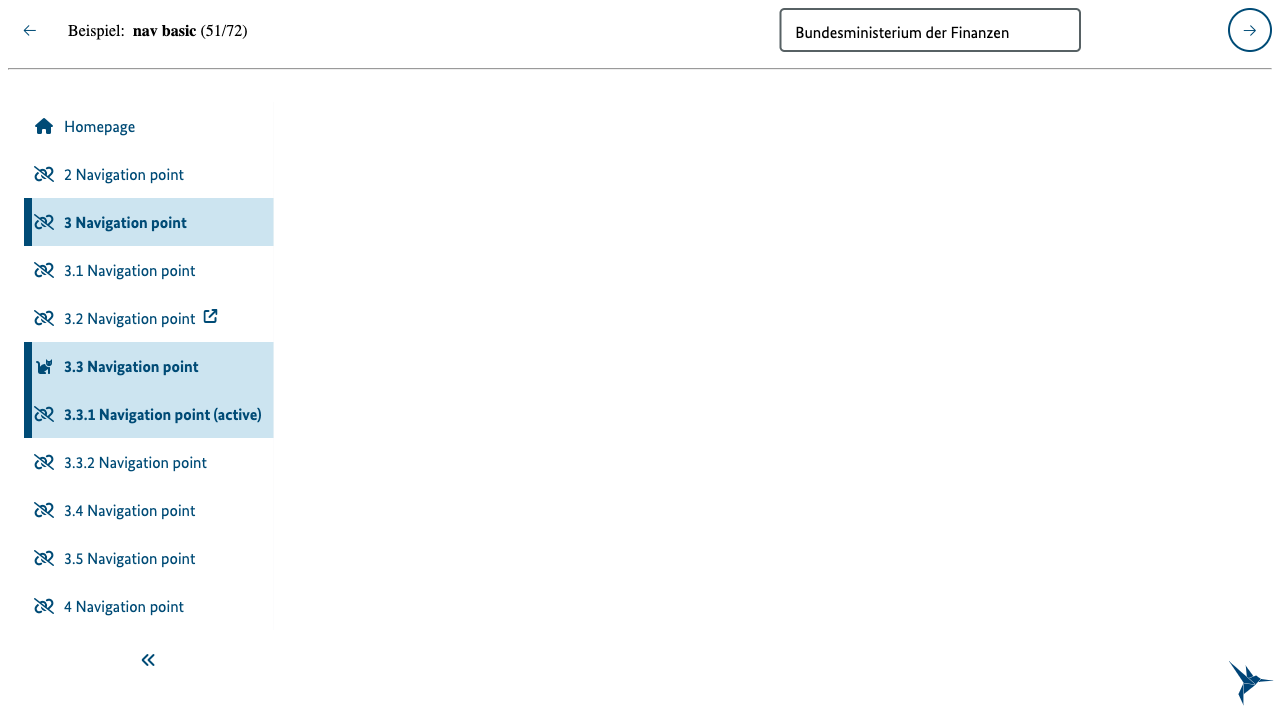 Beispiel: nav basic (51/72)
Bundesministerium der Finanzen
Homepage
2 Navigation point
3 Navigation point
3.1 Navigation point
3.2 Navigation point
3.3 Navigation point
3.3.1 Navigation point (active)
3.3.2 Navigation point
3.4 Navigation point
3.5 Navigation point
4 Navigation point